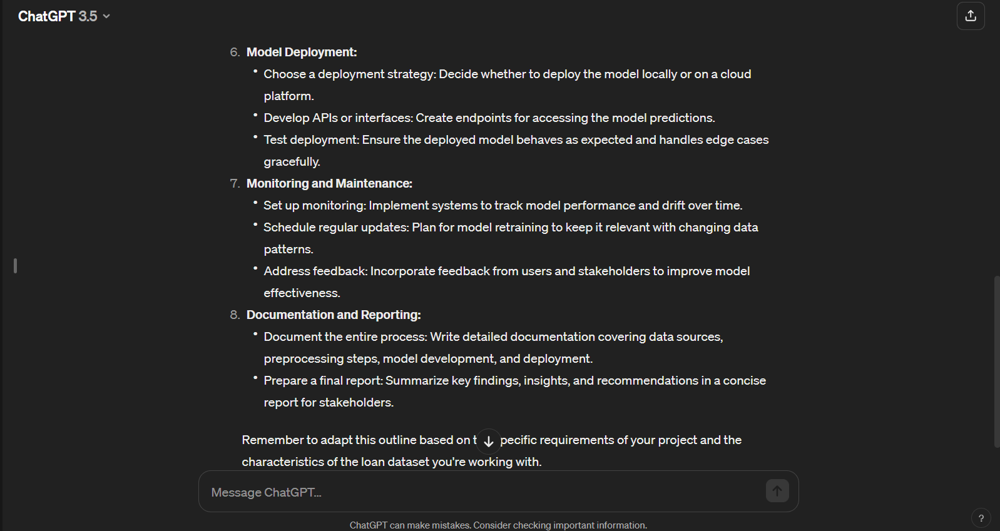 ChatGPT 3.5
6. Model Deployment:
• Choose a deployment strategy: Decide whether to deploy the model locally or on a cloud
platform.
• Develop APIs or interfaces: Create endpoints for accessing the model predictions.
• Test deployment: Ensure the deployed model behaves as expected and handles edge cases
gracefully.
7. Monitoring and Maintenance:
• Set up monitoring: Implement systems to track model performance and drift over time.
• Schedule regular updates: Plan for model retraining to keep it relevant with changing data
patterns.
• Address feedback: Incorporate feedback from users and stakeholders to improve model
effectiveness.
8. Documentation and Reporting:
• Document the entire process: Write detailed documentation covering data sources,
preprocessing steps, model development, and deployment.
• Prepare a final report: Summarize key findings, insights, and recommendations in a concise
report for stakeholders.
Remember to adapt this outline based on t pecific requirements of your project and the
characteristics of the loan dataset you're working with.
Message ChatGPT...
ChatGPT can make mistakes. Consider checking important information.
?